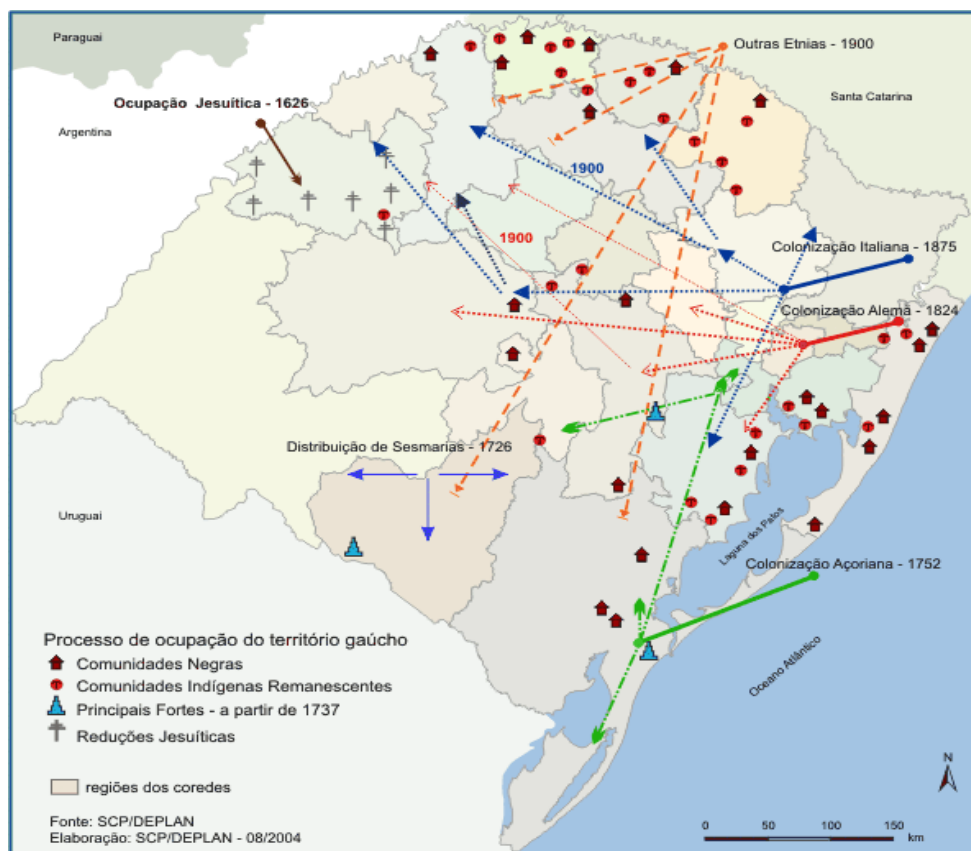 Paraguai
Outras Etnias - 1900
Ocupação Jesuítica - 1626
Santa Catarina
Argentina
1900
1900
Colonização Italiana - 1875
Colonização Alemã - 1824
Distribuição de Sesmarias - 1726
Uruguai
Laguna dos Patos
Colonização Açoriana - 1752
Oceano Atlântico
Processo de ocupação do território gaúcho
Comunidades Negras
Comunidades Indígenas Remanescentes
Principais Fortes - a partir de 1737
Reduções Jesuíticas
regiões dos coredes
Fonte: SCP/DEPLAN
Elaboração: SCP/DEPLAN - 08/2004
N
0 50 100 150
km